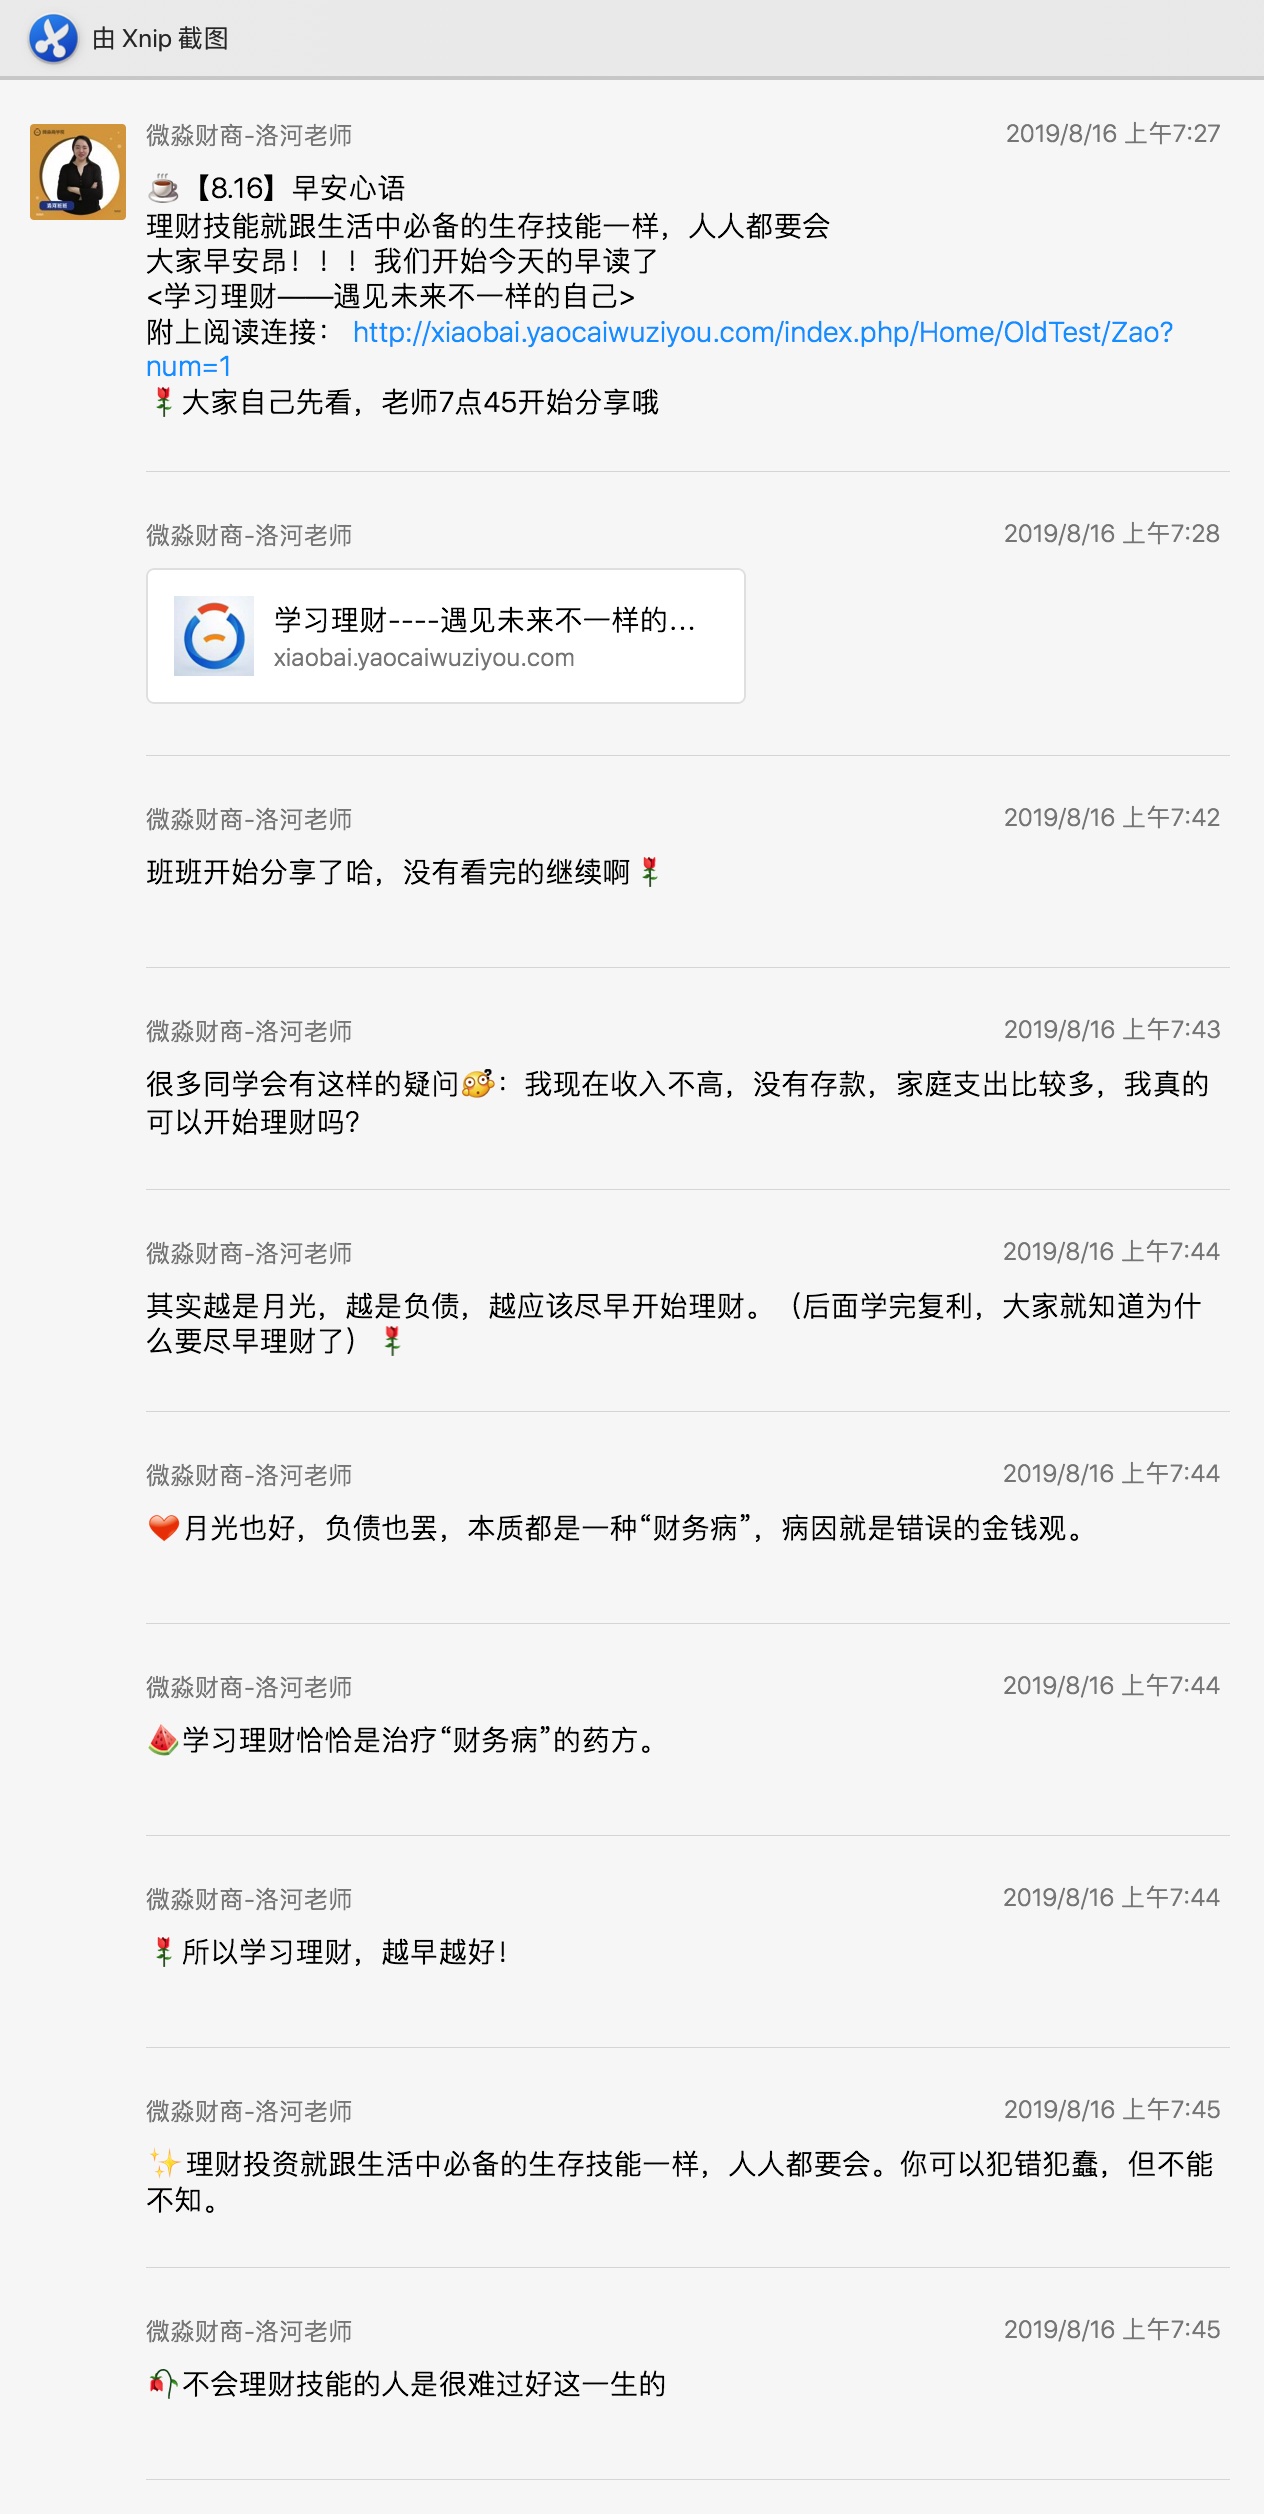 由 Xnip 截图
微淼财商-洛河老师 2019/8/16 上午7:27
☕【8.16】早安心语
理财技能就跟生活中必备的生存技能一样，人人都要会
大家早安昂！！！我们开始今天的早读了
<学习理财——遇见未来不一样的自己>
附上阅读连接： http://xiaobai.yaocaiwuziyou.com/index.php/Home/OldTest/Zao?
num=1
🌹大家自己先看，老师7点45开始分享哦
微淼财商-洛河老师 2019/8/16 上午7:28
学习理财----遇见未来不一样的...
xiaobai.yaocaiwuziyou.com
微淼财商-洛河老师 2019/8/16 上午7:42
班班开始分享了哈，没有看完的继续啊🌹
微淼财商-洛河老师 2019/8/16 上午7:43
很多同学会有这样的疑问：我现在收入不高，没有存款，家庭支出比较多，我真的
可以开始理财吗？
微淼财商-洛河老师 2019/8/16 上午7:44
其实越是月光，越是负债，越应该尽早开始理财。（后面学完复利，大家就知道为什
么要尽早理财了）🌹
微淼财商-洛河老师 2019/8/16 上午7:44
❤️月光也好，负债也罢，本质都是一种“财务病”，病因就是错误的金钱观。
微淼财商-洛河老师 2019/8/16 上午7:44
🍉学习理财恰恰是治疗“财务病”的药方。
微淼财商-洛河老师 2019/8/16 上午7:44
🌹所以学习理财，越早越好！
微淼财商-洛河老师 2019/8/16 上午7:45
✨理财投资就跟生活中必备的生存技能一样，人人都要会。你可以犯错犯蠢，但不能
不知。
微淼财商-洛河老师 2019/8/16 上午7:45
🥀不会理财技能的人是很难过好这一生的